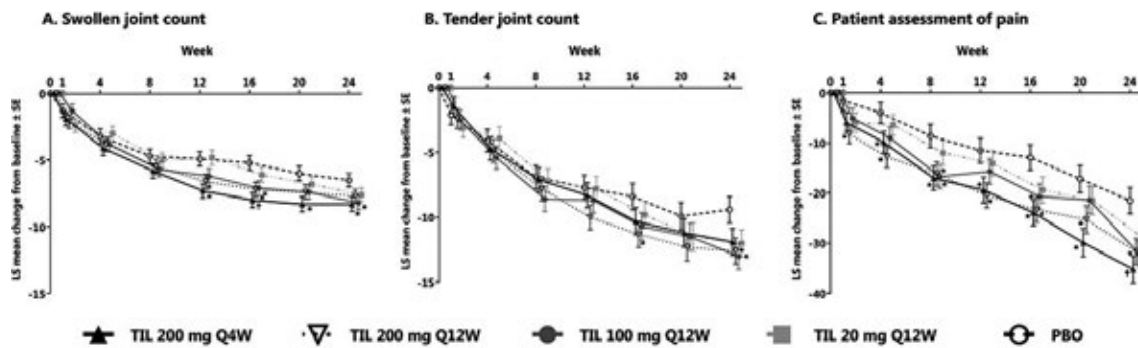 A. Swollen joint count
B. Tender joint count
C. Patient assessment of pain
Week
Week
Week
0 1 4 8 12 16 20 24
0 1 4 8 12 16 20 24
0 1 4 8 12 16 20 24
LS mean change from baseline ± SE
0
-5
-10
-15
LS mean change from baseline ± SE
0
-5
-10
-15
LS mean change from baseline ± SE
0
-10
-20
-30
-40
TIL 200 mg Q4W
TIL 200 mg Q12W
TIL 100 mg Q12W
TIL 20 mg Q12W
PBO